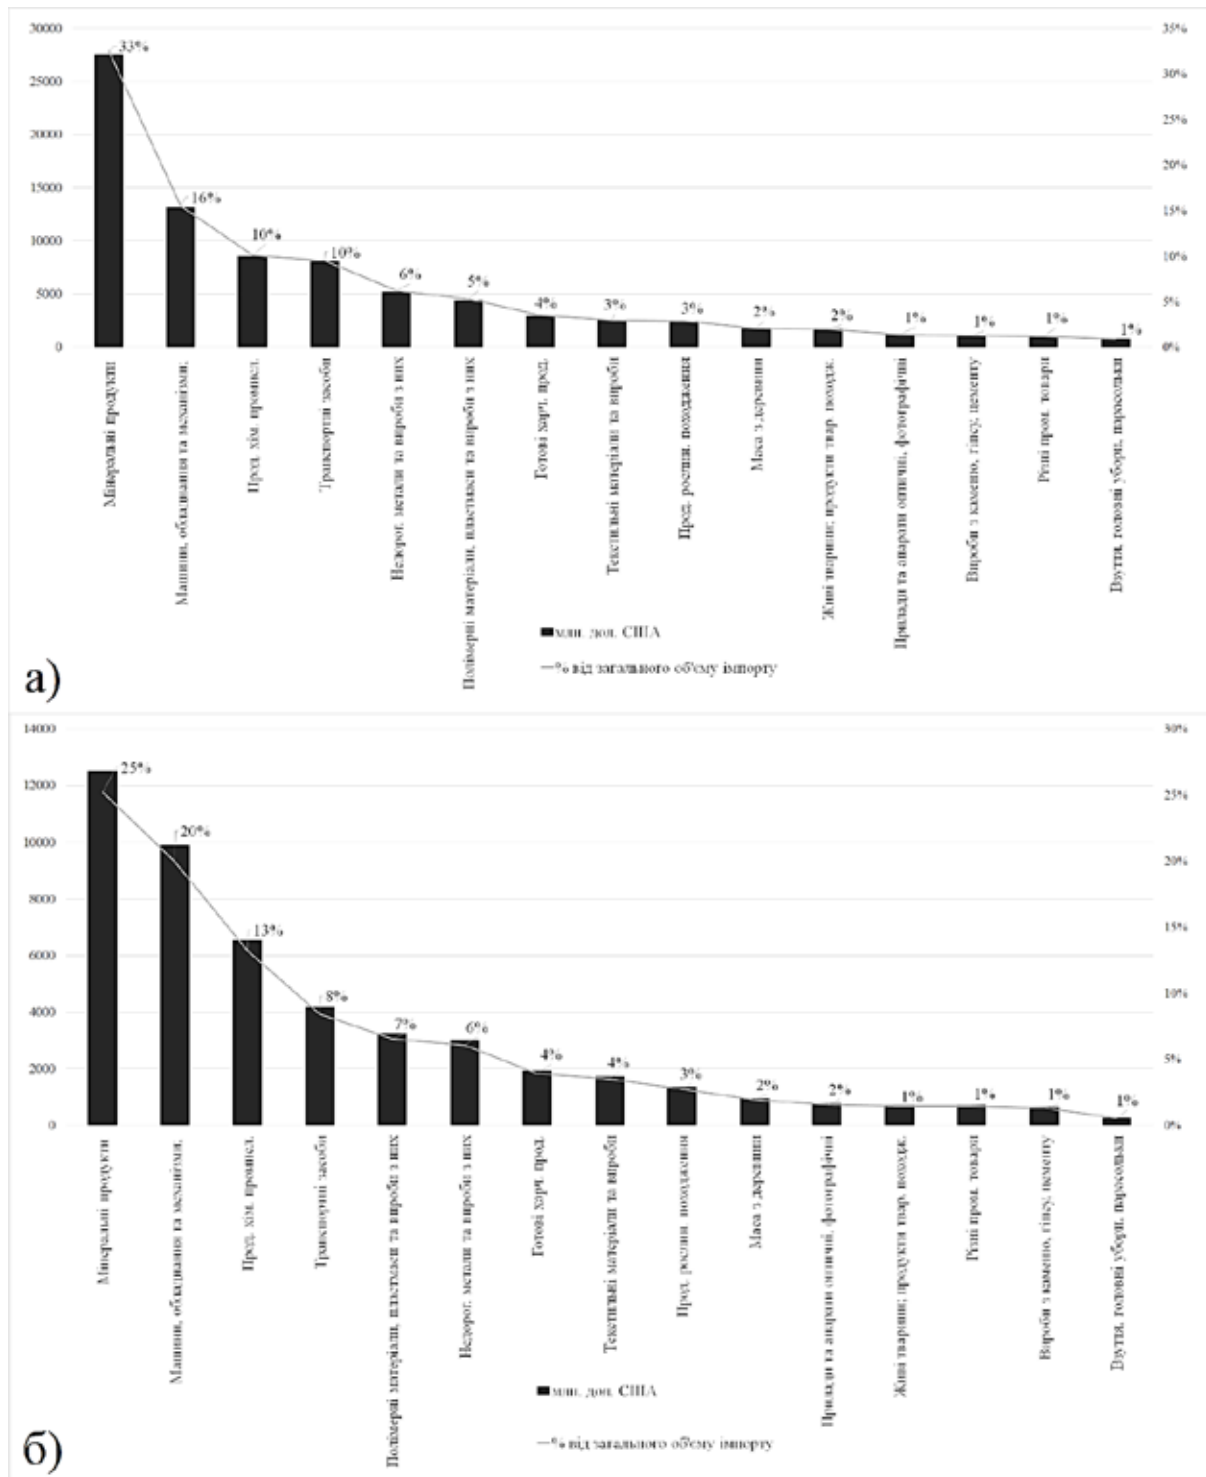 30000
25000
20000
15000
10000
5000
0
35%
30%
25%
20%
15%
10%
5%
0%
33%
16%
10%
10%
6%
5%
4%
3%
3%
2%
2%
1%
1%
1%
1%
Мінеральні продукти
Машини, обладнання та механізми;
Прод. хім. промисл.
Транспортні засоби
Недорог. метали та вироби з них
Полімерні матеріали, пластмаси та вироби з них
Готові харч. прод.
Текстильні матеріали та вироби
Прод. рослин. походження
Маса з деревини
Живі тварини; продукти твар. походж.
Прилади та апарати оптичні, фотографічні
Вироби з каменю, гіпсу, цементу
Різні пром. товари
Взуття, головні убори, парасольки
млн. дол. США
% від загального об'єму імпорту
а)
14000
12000
10000
8000
6000
4000
2000
0
30%
25%
20%
15%
10%
5%
0%
25%
20%
13%
8%
7%
6%
4%
4%
3%
2%
2%
1%
1%
1%
1%
Мінеральні продукти
Машини, обладнання та механізми;
Прод. хім. промисл.
Транспортні засоби
Полімерні матеріали, пластмаси та вироби з них
Недорог. метали та вироби з них
Готові харч. прод.
Текстильні матеріали та вироби
Прод. рослин. походження
Маса з деревини
Прилади та апарати оптичні, фотографічні
Живі тварини; продукти твар. походж.
Різні пром. товари
Вироби з каменю, гіпсу, цементу
Взуття, головні убори, парасольки
млн. дол. США
% від загального об'єму імпорту
б)